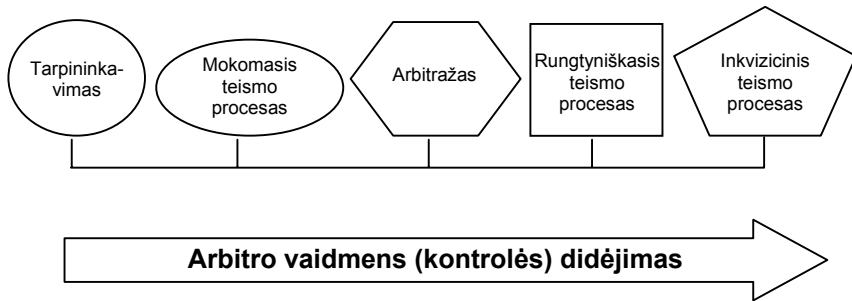 Tarpininka-
vimas
Mokomasis
teismo
procesas
Arbitražas
Rungtyniškasis
teismo
procesas
Inkvizicinis
teismo
procesas
Arbitro vaidmens (kontrolės) didėjimas